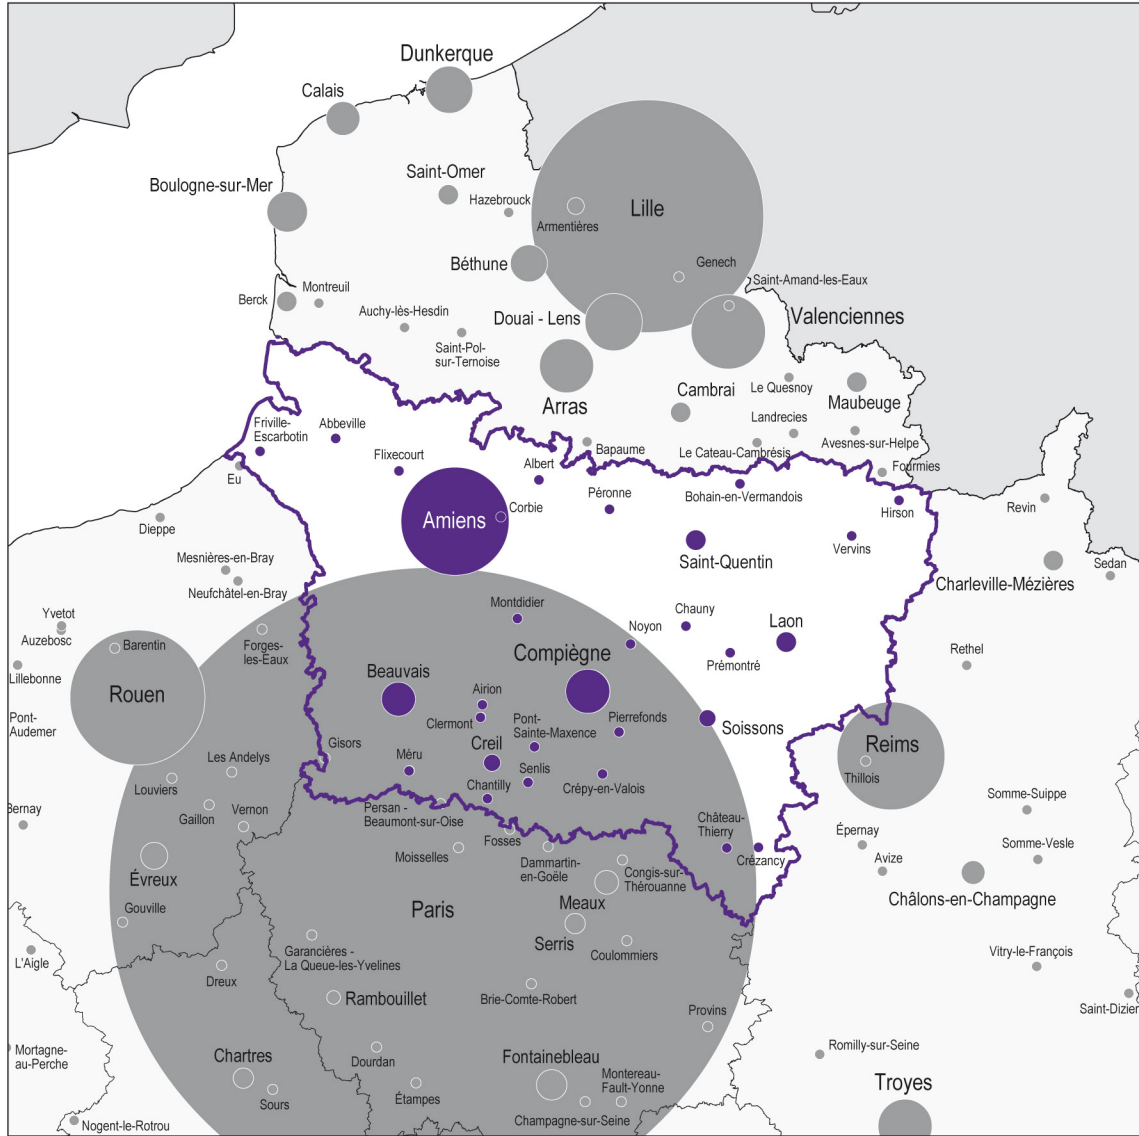 Dunkerque
Calais
Saint-Omer
Boulogne-sur-Mer
Hazebrouck
Lille
Armentières
Béthune
Genech
Saint-Amand-les-Eaux
Berck
Montreuil
Auchy-lès-Hesdin
Douai - Lens
Valenciennes
Saint-Pol-
sur-Ternoise
Arras
Cambrai
Le Quesnoy
Maubeuge
Landrecies
Avesnes-sur-Helpe
Friville-
Escarbotin
Abbeville
Bapaume
Le Cateau-Cambrésis
Fourmies
Flixecourt
Albert
Eu
Péronne
Bohain-en-Vermandois
Hirson
Revin
Amiens
Corbie
Dieppe
Saint-Quentin
Vervins
Mesnières-en-Bray
Neufchâtel-en-Bray
Charleville-Mézières
Sedan
Yvetot
Auzebosc
Barentin
Forges-
les-Eaux
Montdidier
Noyon
Chauny
Laon
Prémontré
Rethel
Lillebonne
Rouen
Beauvais
Compiègne
Airion
Clermont
Pont-
Sainte-Maxence
Pierrefonds
Soissons
Pont-
Audemer
Reims
Gisors
Creil
Les Andelys
Méru
Senlis
Chantilly
Crépy-en-Valois
Thillois
Louviers
Somme-Suippe
Gaillon
Vernon
Persan -
Beaumont-sur-Oise
Bernay
Fosses
Château-
Thierry
Crézancy
Épernay
Moisselles
Dammartin-
en-Goële
Congis-sur-
Thérouanne
Avize
Somme-Vesle
Évreux
Châlons-en-Champagne
Gouville
Paris
Meaux
Serris
Coulommiers
Garancières -
La Queue-les-Yvelines
L'Aigle
Dreux
Vitry-le-François
Rambouillet
Brie-Comte-Robert
Provins
Saint-Dizier
Mortagne-
au-Perche
Chartres
Dourdan
Fontainebleau
Montereau-
Fault-Yonne
Romilly-sur-Seine
Troyes
Sours
Étampes
Champagne-sur-Seine
Nogent-le-Rotrou